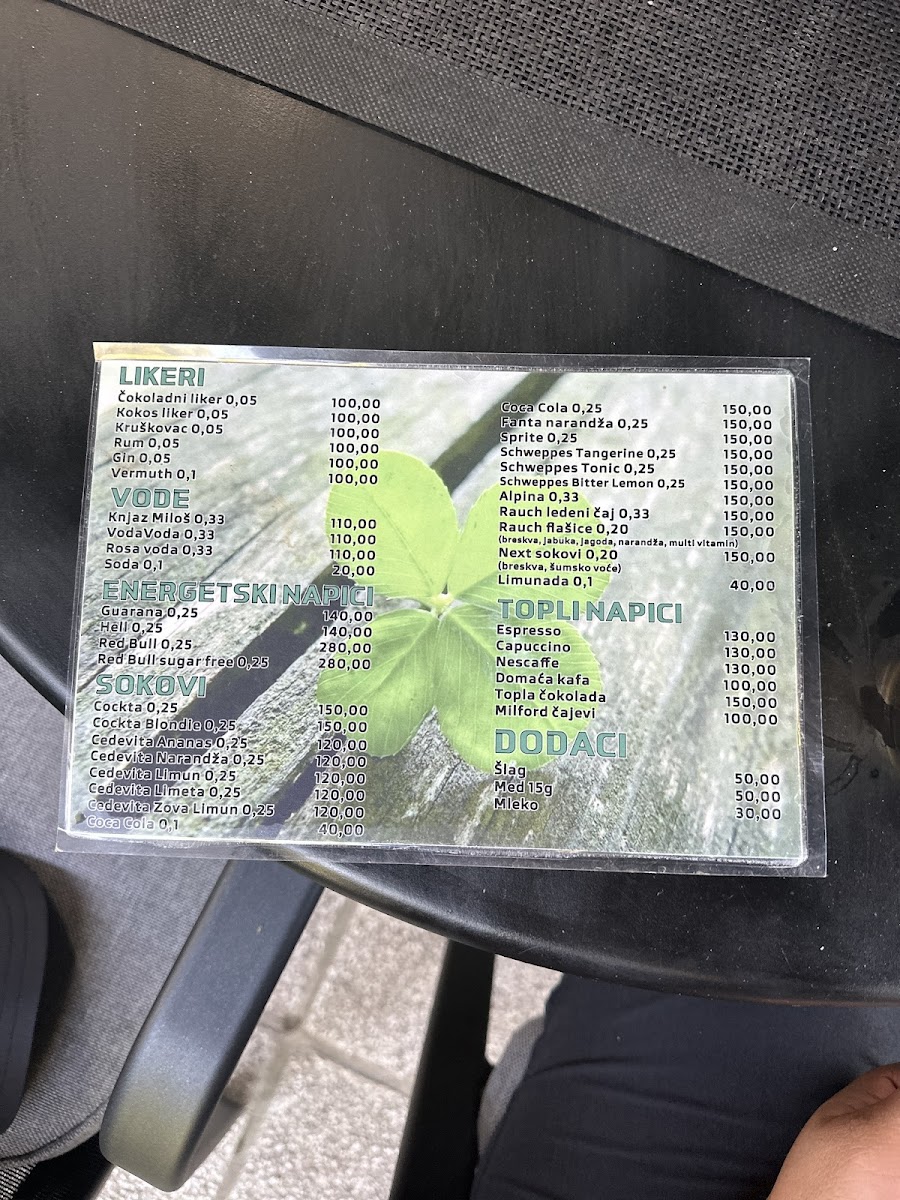 LIKERI
Čokoladni liker 0,05 100,00
Kokos liker 0,05 100,00
Kruškovac 0,05 100,00
Rum 0,05 100,00
Gin 0,05 100,00
Vermuth 0,1 100,00
VODE
Knjaz Miloš 0,33 110,00
VodaVoda 0,33 110,00
Rosa voda 0,33 110,00
Soda 0,1 20,00
ENERGETSKI NAPICI
Guarana 0,25 140,00
Hell 0,25 140,00
Red Bull 0,25 280,00
Red Bull sugar free 0,25 280,00
SOKOVI
Cockta 0,25 150,00
Cockta Blondie 0,25 150,00
Cedevita Ananas 0,25 120,00
Cedevita Narandža 0,25 120,00
Cedevita Limun 0,25 120,00
Cedevita Limeta 0,25 120,00
Cedevita Zova Limun 0,25 120,00
Coca Cola 0,1 40,00
Coca Cola 0,25 150,00
Fanta narandža 0,25 150,00
Sprite 0,25 150,00
Schweppes Tangerine 0,25 150,00
Schweppes Tonic 0,25 150,00
Schweppes Bitter Lemon 0,25 150,00
Alpina 0,33 150,00
Rauch ledeni čaj 0,33 150,00
Rauch flašice 0,20 150,00
(breskva, jabuka, jagoda, narandža, multi vitamin)
Next sokovi 0,20 150,00
(breskva, šumsko voće)
Limunada 0,1 40,00
TOPLI NAPICI
Espresso 130,00
Capuccino 130,00
Nescaffe 130,00
Domaća kafa 100,00
Topla čokolada 150,00
Milford čajevi 100,00
DODACI
Šlag 50,00
Med 15g 50,00
Mleko 30,00